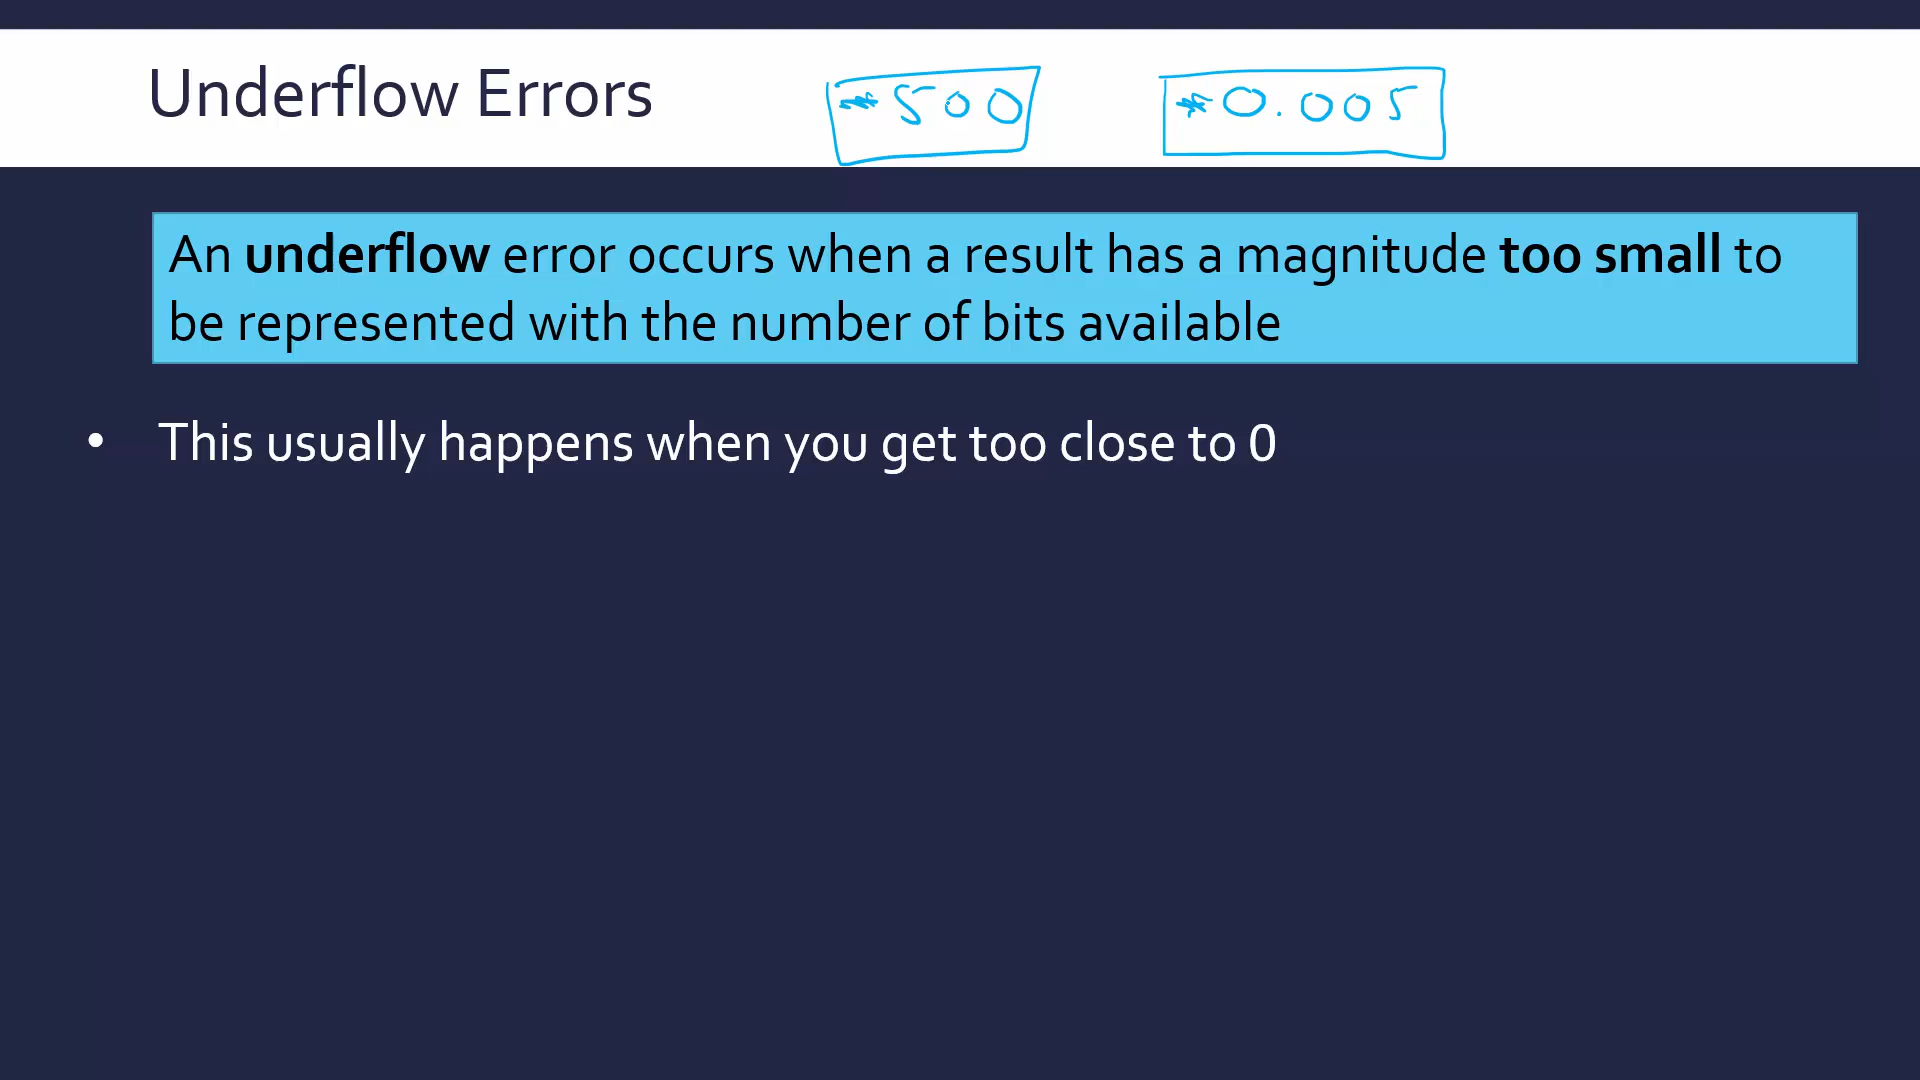 Underflow Errors
500
0.005
An underflow error occurs when a result has a magnitude too small to
be represented with the number of bits available
• This usually happens when you get too close to 0